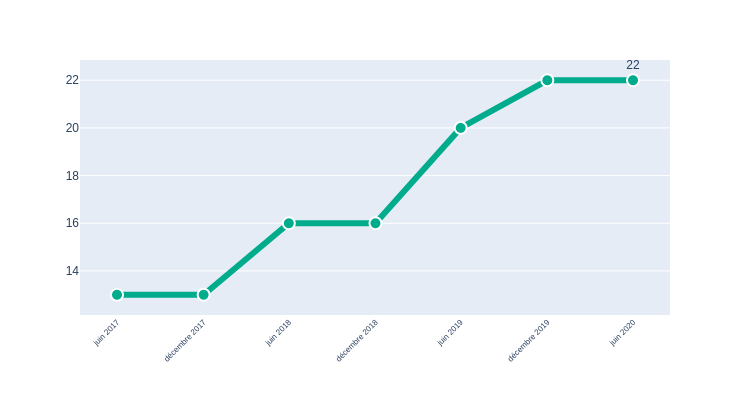 22
22
20
18
16
14
juin 2017
décembre 2017
juin 2018
décembre 2018
juin 2019
décembre 2019
juin 2020